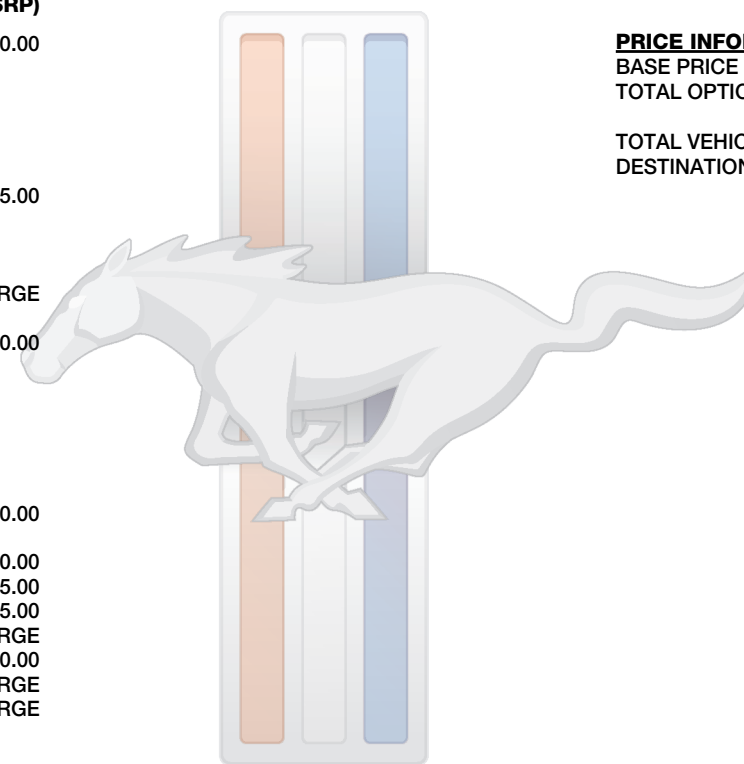 SRP)
0.00
5.00
RGE
0.00
0.00
0.00
5.00
5.00
RGE
0.00
RGE
RGE
PRICE INFO
BASE PRICE
TOTAL OPTIO
TOTAL VEHIC
DESTINATION